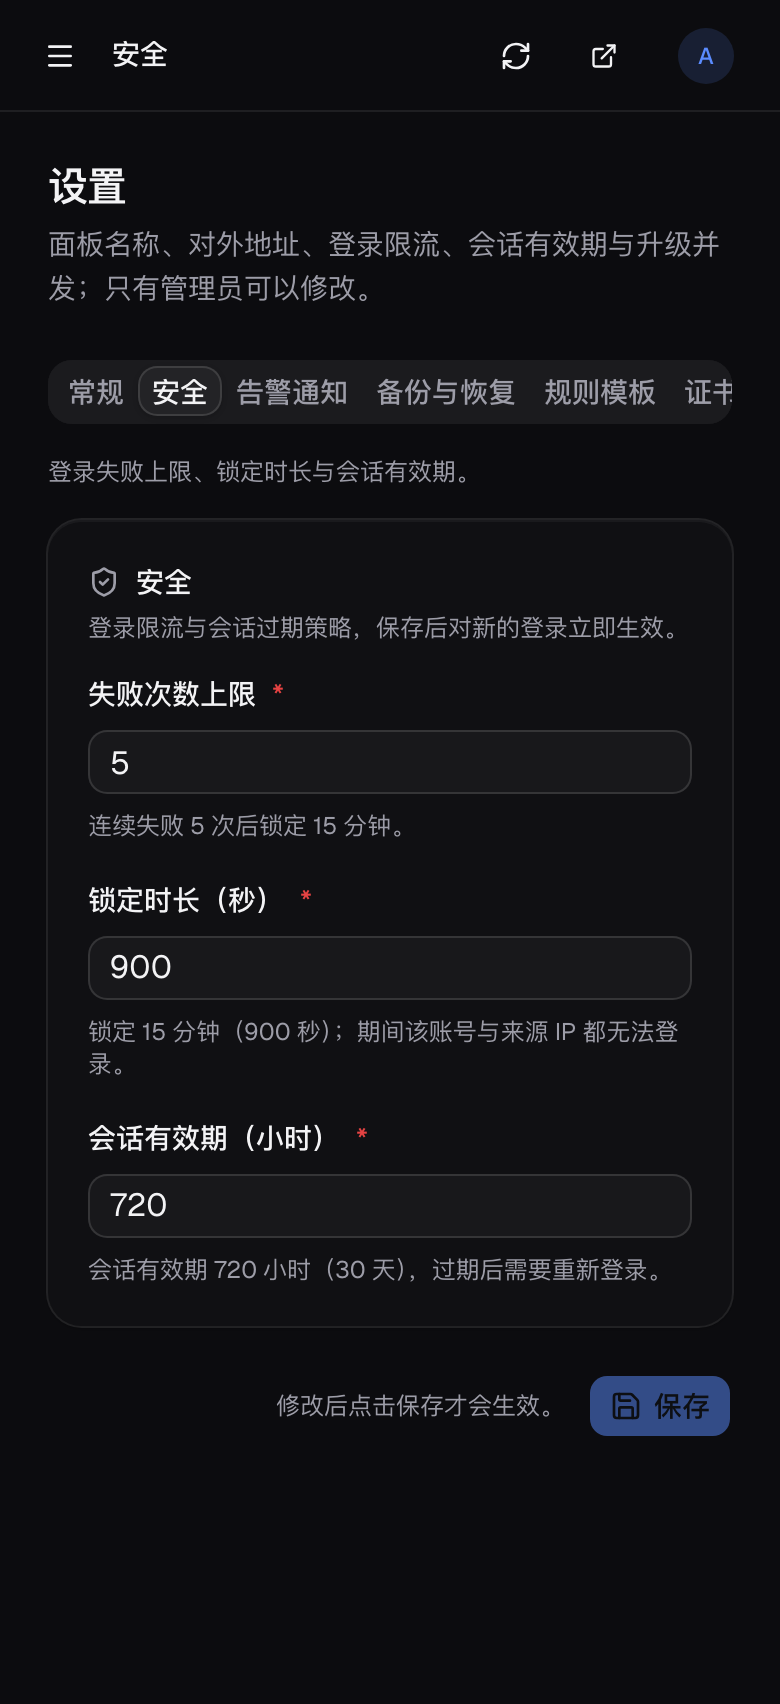 安全
A
设置
面板名称、对外地址、登录限流、会话有效期与升级并
发；只有管理员可以修改。
常规 安全 告警通知 备份与恢复 规则模板 证书
登录失败上限、锁定时长与会话有效期。
安全
登录限流与会话过期策略，保存后对新的登录立即生效。
失败次数上限 *
5
连续失败 5 次后锁定 15 分钟。
锁定时长（秒） *
900
锁定 15 分钟（900 秒）；期间该账号与来源 IP 都无法登
录。
会话有效期（小时） *
720
会话有效期 720 小时（30 天），过期后需要重新登录。
修改后点击保存才会生效。 保存